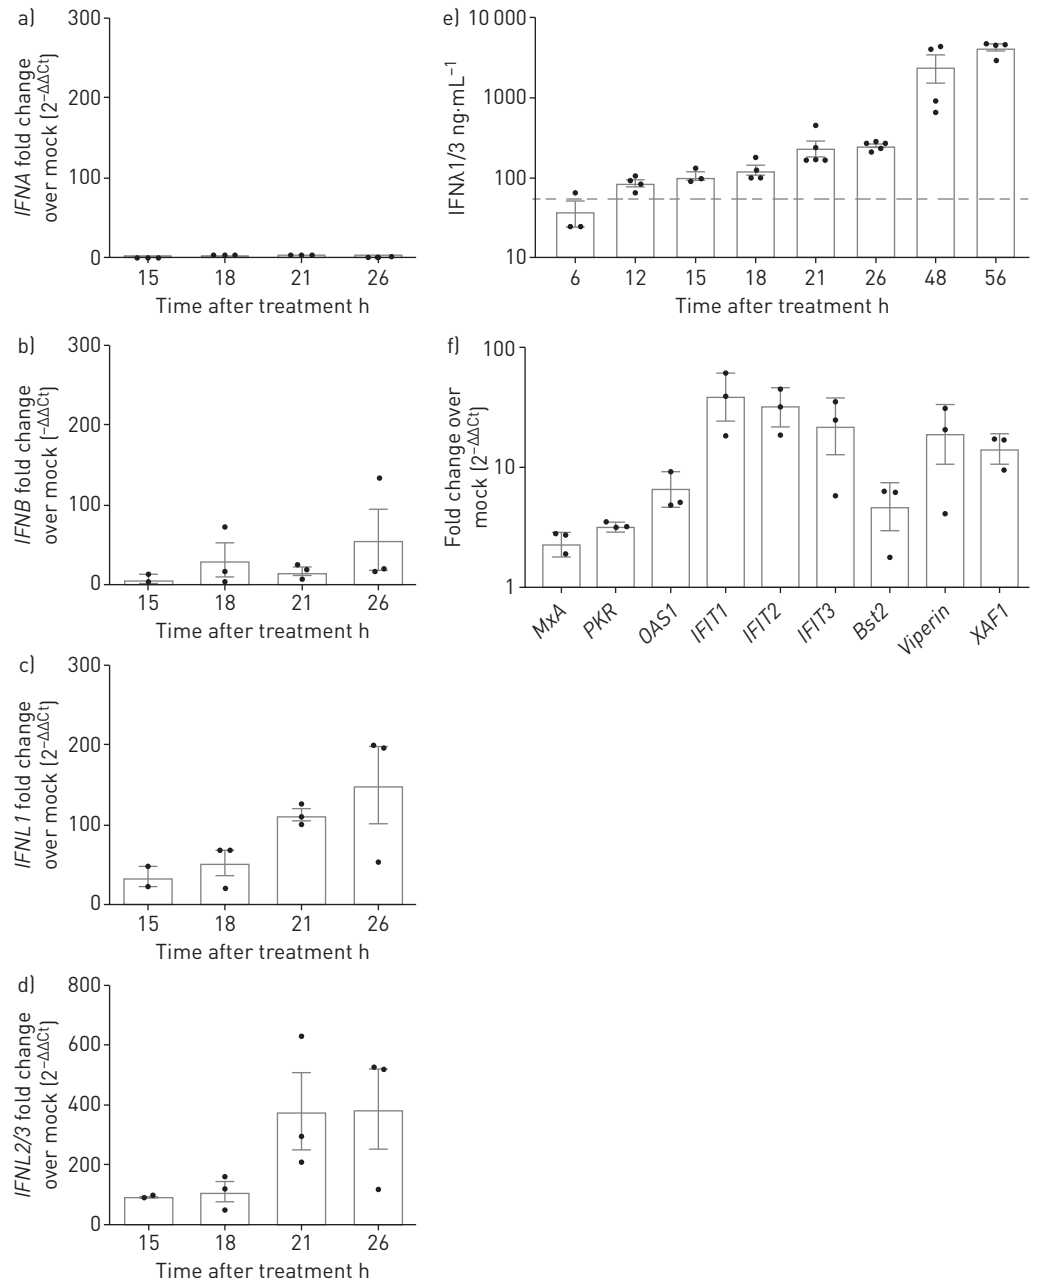 a)
300
200
100
0
IFNA fold change
over mock (2⁻ΔΔCt)
15 18 21 26
Time after treatment h
b)
300
200
100
0
IFNB fold change
over mock (⁻ΔΔCt)
15 18 21 26
Time after treatment h
c)
300
200
100
0
IFNL1 fold change
over mock (2⁻ΔΔCt)
15 18 21 26
Time after treatment h
d)
800
600
400
200
0
IFNL2/3 fold change
over mock (2⁻ΔΔCt)
15 18 21 26
Time after treatment h
e)
10 000
1000
100
10
IFNλ1/3 ng·mL⁻¹
6 12 15 18 21 26 48 56
Time after treatment h
f)
100
10
1
Fold change over
mock (2⁻ΔΔCt)
MxA PKR OAS1 IFIT1 IFIT2 IFIT3 Bst2 Viperin XAF1